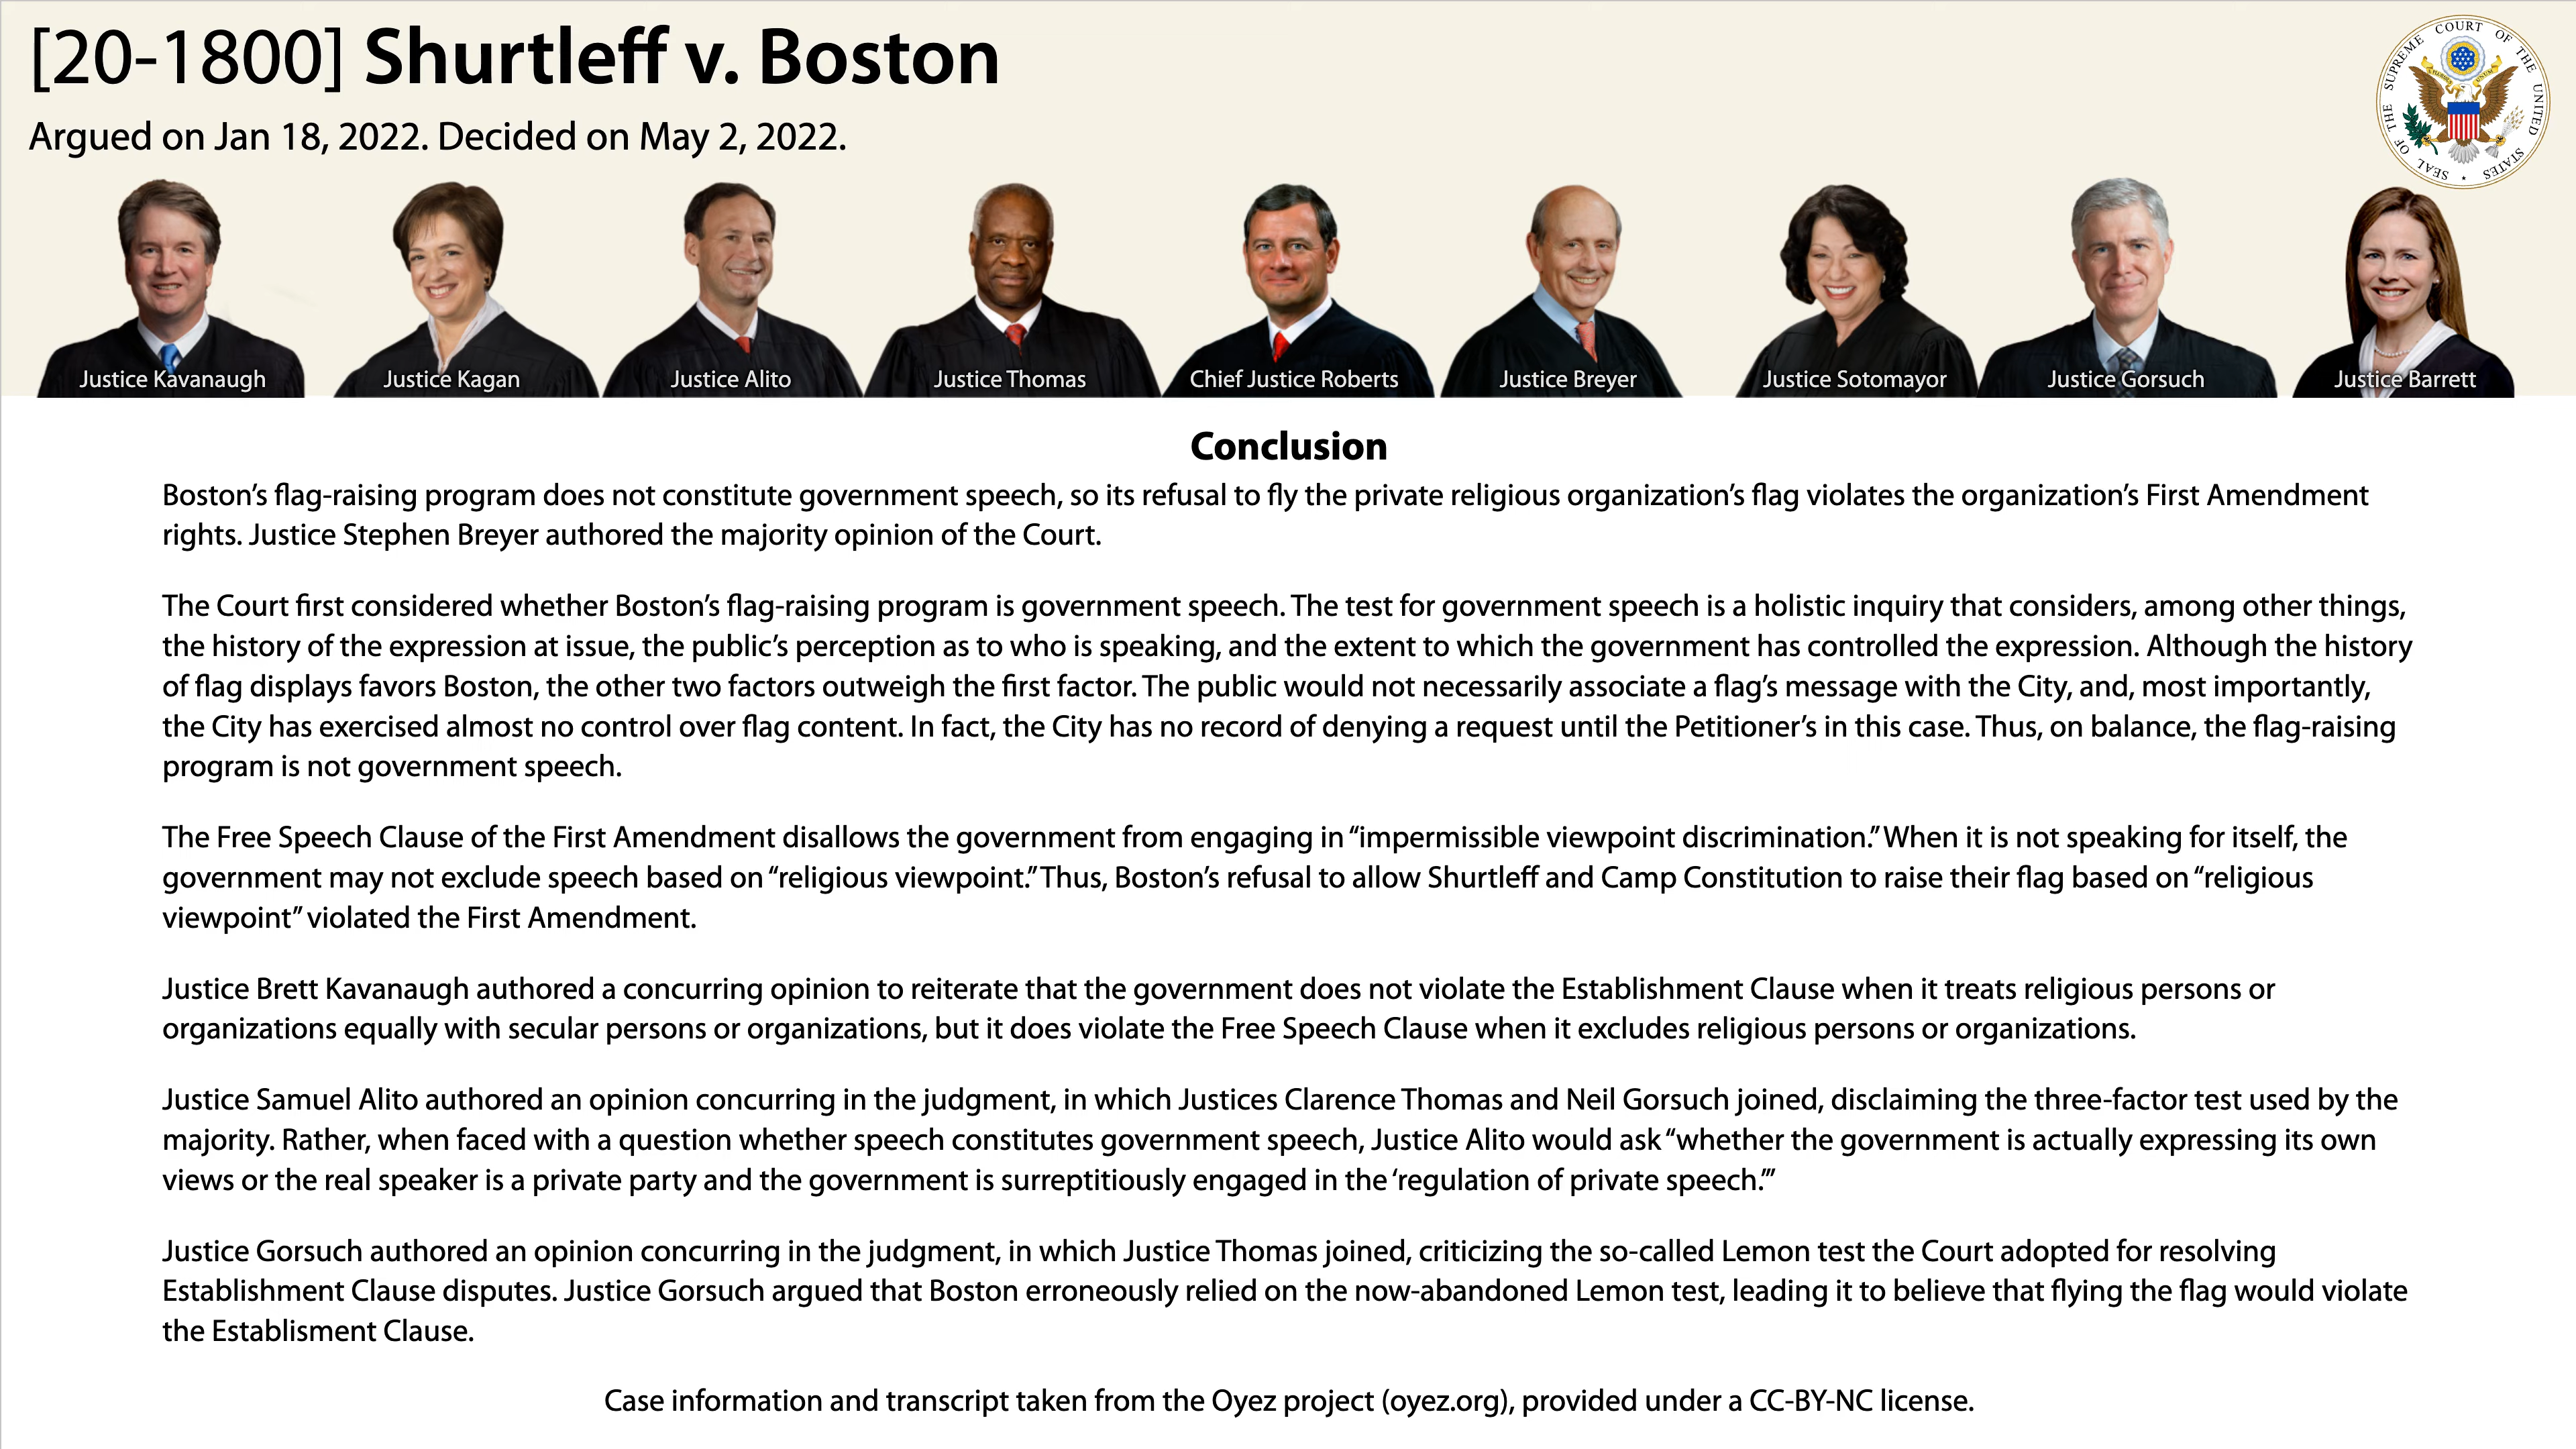 [20-1800] Shurtleff v. Boston
Argued on Jan 18, 2022. Decided on May 2, 2022.
SEAL OF THE SUPREME COURT OF THE UNITED STATES
Justice Kavanaugh
Justice Kagan
Justice Alito
Justice Thomas
Chief Justice Roberts
Justice Breyer
Justice Sotomayor
Justice Gorsuch
Justice Barrett
Conclusion
Boston’s flag-raising program does not constitute government speech, so its refusal to fly the private religious organization’s flag violates the organization’s First Amendment
rights. Justice Stephen Breyer authored the majority opinion of the Court.
The Court first considered whether Boston’s flag-raising program is government speech. The test for government speech is a holistic inquiry that considers, among other things,
the history of the expression at issue, the public’s perception as to who is speaking, and the extent to which the government has controlled the expression. Although the history
of flag displays favors Boston, the other two factors outweigh the first factor. The public would not necessarily associate a flag’s message with the City, and, most importantly,
the City has exercised almost no control over flag content. In fact, the City has no record of denying a request until the Petitioner’s in this case. Thus, on balance, the flag-raising
program is not government speech.
The Free Speech Clause of the First Amendment disallows the government from engaging in “impermissible viewpoint discrimination.” When it is not speaking for itself, the
government may not exclude speech based on “religious viewpoint.” Thus, Boston’s refusal to allow Shurtleff and Camp Constitution to raise their flag based on “religious
viewpoint” violated the First Amendment.
Justice Brett Kavanaugh authored a concurring opinion to reiterate that the government does not violate the Establishment Clause when it treats religious persons or
organizations equally with secular persons or organizations, but it does violate the Free Speech Clause when it excludes religious persons or organizations.
Justice Samuel Alito authored an opinion concurring in the judgment, in which Justices Clarence Thomas and Neil Gorsuch joined, disclaiming the three-factor test used by the
majority. Rather, when faced with a question whether speech constitutes government speech, Justice Alito would ask “whether the government is actually expressing its own
views or the real speaker is a private party and the government is surreptitiously engaged in the ‘regulation of private speech.’”
Justice Gorsuch authored an opinion concurring in the judgment, in which Justice Thomas joined, criticizing the so-called Lemon test the Court adopted for resolving
Establishment Clause disputes. Justice Gorsuch argued that Boston erroneously relied on the now-abandoned Lemon test, leading it to believe that flying the flag would violate
the Establisment Clause.
Case information and transcript taken from the Oyez project (oyez.org), provided under a CC-BY-NC license.